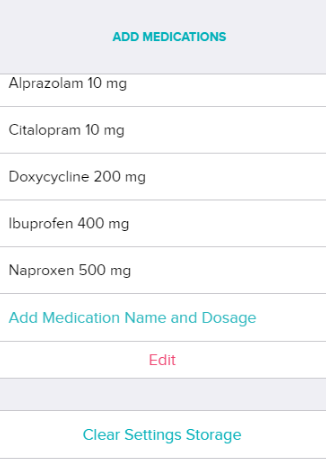 ADD MEDICATIONS
Alprazolam 10 mg
Citalopram 10 mg
Doxycycline 200 mg
Ibuprofen 400 mg
Naproxen 500 mg
Add Medication Name and Dosage
Edit
Clear Settings Storage